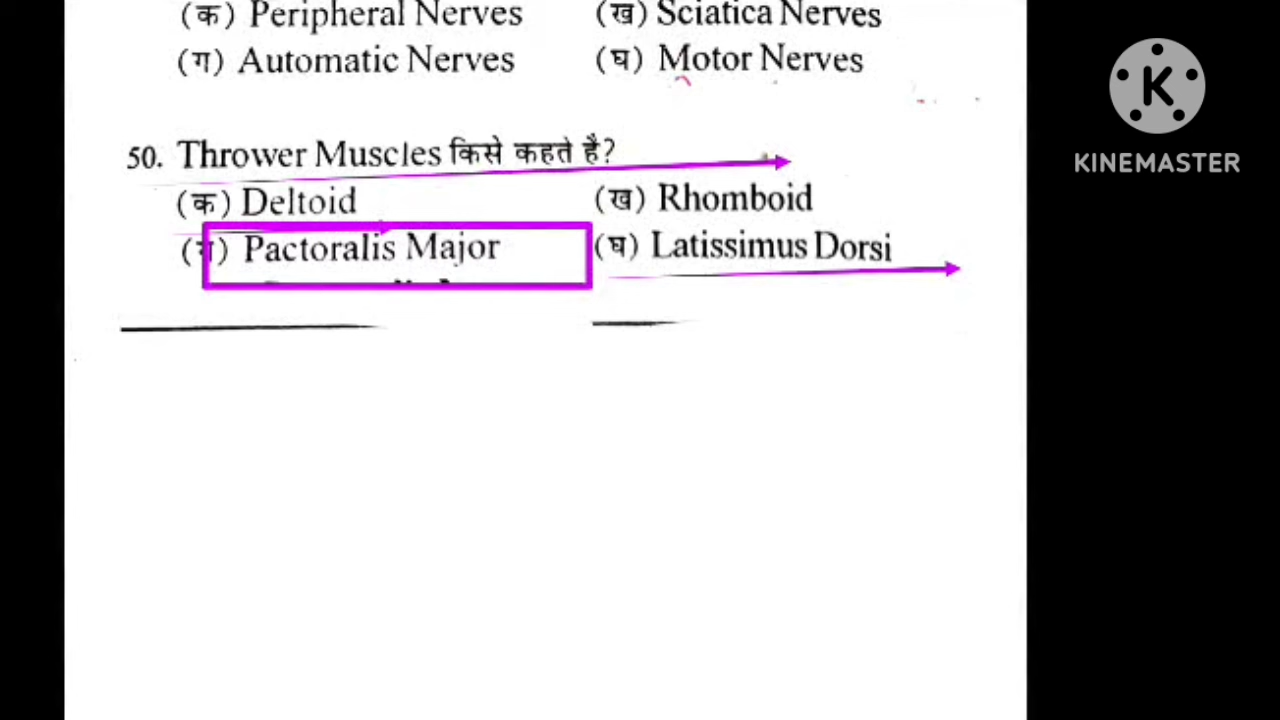 (क) Peripheral Nerves (ख) Sciatica Nerves
(ग) Automatic Nerves (घ) Motor Nerves
50. Thrower Muscles किसे कहते है?
(क) Deltoid (ख) Rhomboid
(ग) Pactoralis Major (घ) Latissimus Dorsi
K
KINEMASTER